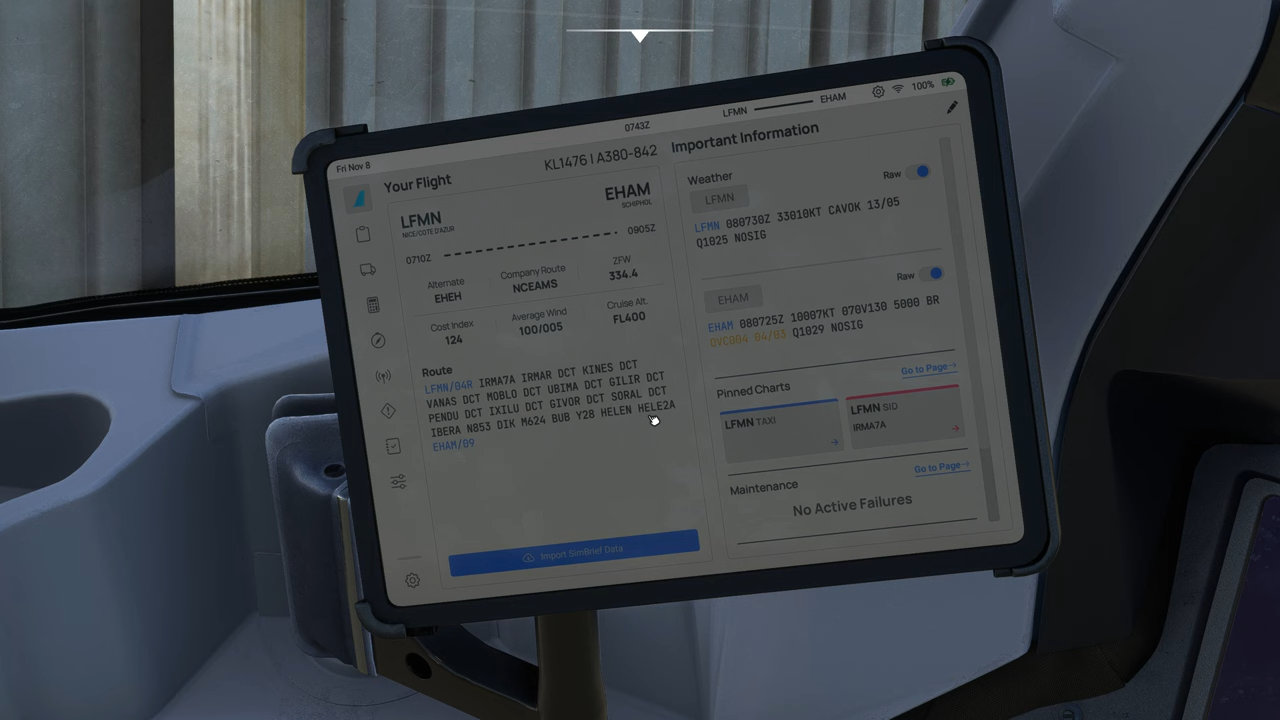 Fri Nov 8
0743Z
LFMN
EHAM
100%
Your Flight
KL1476 | A380-842
LFMN
NICE/COTE D'AZUR
EHAM
SCHIPHOL
0710Z
0905Z
Alternate
EHEH
Company Route
NCEAMS
ZFW
334.4
Cost Index
124
Average Wind
100/005
Cruise Alt.
FL400
Route
LFMN/04R IRMA7A IRMAR DCT KINES DCT
VANAS DCT MOBLO DCT UBIMA DCT GILIR DCT
PENDU DCT IXILU DCT GIVOR DCT SORAL DCT
IBERA N853 DIK M624 BUB Y28 HELEN HELE2A
EHAM/09
Import SimBrief Data
Important Information
Weather
Raw
LFMN
LFMN 080730Z 33010KT CAVOK 13/05
Q1025 NOSIG
Raw
EHAM
EHAM 080725Z 10007KT 070V130 5000 BR
OVC004 04/03 Q1029 NOSIG
Pinned Charts
Go to Page
LFMN TAXI
LFMN SID
IRMA7A
Maintenance
Go to Page
No Active Failures